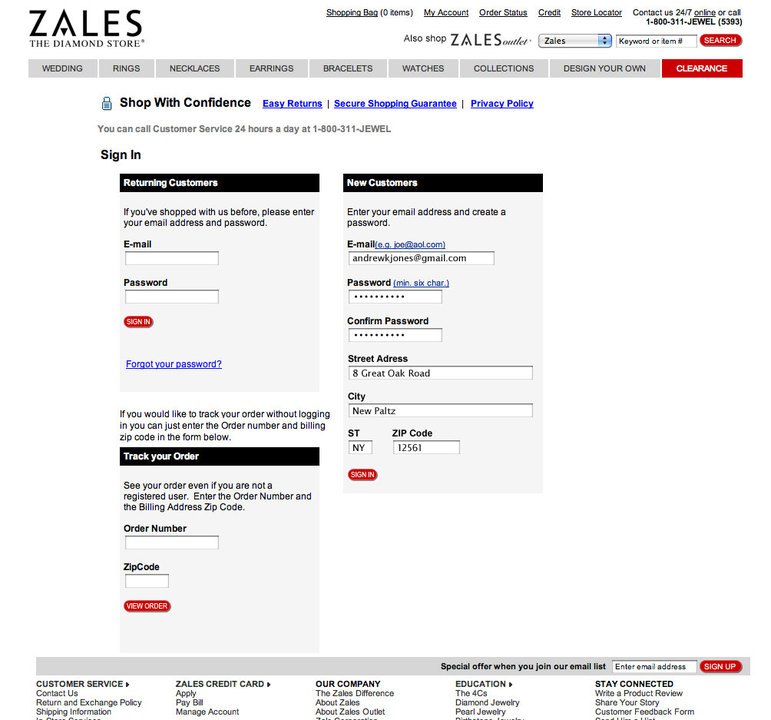 ZALES
THE DIAMOND STORE®
Shopping Bag (0 items) My Account Order Status Credit Store Locator Contact us 24/7 online or call
1-800-311-JEWEL (5393)
Also shop ZALES outlet Zales Keyword or item # SEARCH
WEDDING RINGS NECKLACES EARRINGS BRACELETS WATCHES COLLECTIONS DESIGN YOUR OWN CLEARANCE
Shop With Confidence Easy Returns | Secure Shopping Guarantee | Privacy Policy
You can call Customer Service 24 hours a day at 1-800-311-JEWEL
Sign In
Returning Customers
If you've shopped with us before, please enter
your email address and password.
E-mail
Password
SIGN IN
Forgot your password?
If you would like to track your order without logging
in you can just enter the Order number and billing
zip code in the form below.
Track your Order
See your order even if you are not a
registered user. Enter the Order Number and
the Billing Address Zip Code.
Order Number
ZipCode
VIEW ORDER
New Customers
Enter your email address and create a
password.
E-mail(e.g. joe@aol.com)
andrewkjones@gmail.com
Password (min. six char.)
••••••••••
Confirm Password
••••••••••
Street Adress
8 Great Oak Road
City
New Paltz
ST ZIP Code
NY 12561
SIGN IN
Special offer when you join our email list Enter email address SIGN UP
CUSTOMER SERVICE
Contact Us
Return and Exchange Policy
Shipping Information
In-Store Services
ZALES CREDIT CARD
Apply
Pay Bill
Manage Account
OUR COMPANY
The Zales Difference
About Zales
About Zales Outlet
Zale Corporation
EDUCATION
The 4Cs
Diamond Jewelry
Pearl Jewelry
Birthstone Jewelry
STAY CONNECTED
Write a Product Review
Share Your Story
Customer Feedback Form
Send Him a Hint